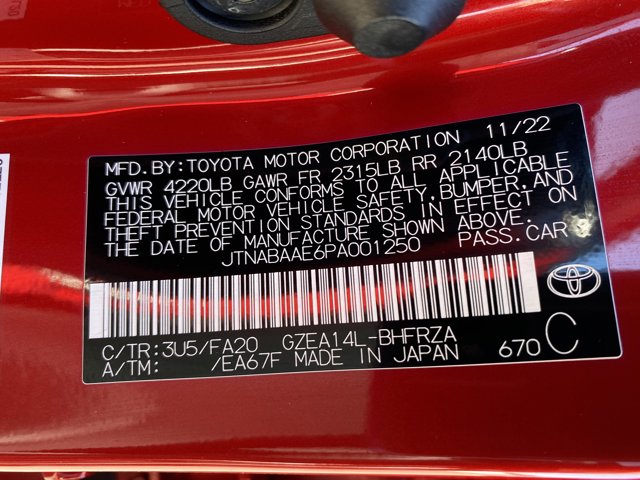 MFD. BY: TOYOTA MOTOR CORPORATION 11/22
GVWR 4220LB GAWR FR 2315LB RR 2140LB
THIS VEHICLE CONFORMS TO ALL APPLICABLE
FEDERAL MOTOR VEHICLE SAFETY, BUMPER, AND
THEFT PREVENTION STANDARDS IN EFFECT ON
THE DATE OF MANUFACTURE SHOWN ABOVE.
JTNABAAE6PA001250 PASS. CAR
C/TR: 3U5/FA20 GZEA14L-BHFRZA
A/TM: /EA67F MADE IN JAPAN 670 C